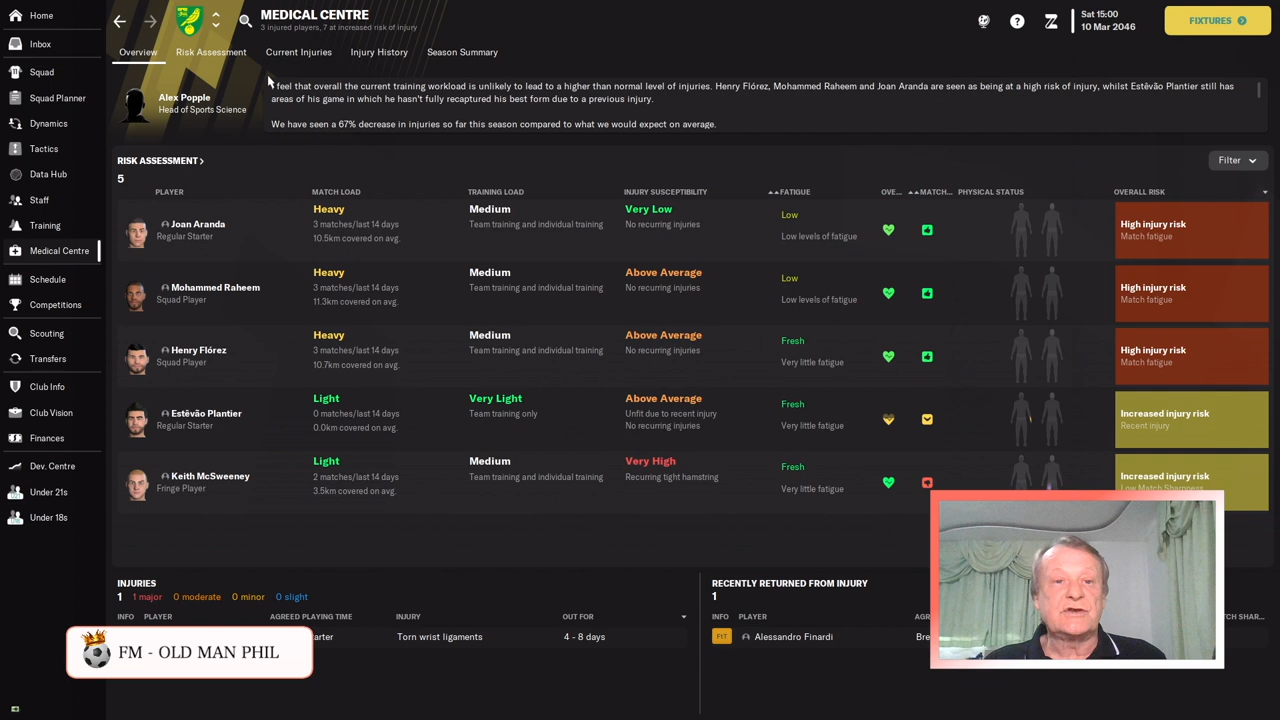 Home
Inbox
Squad
Squad Planner
Dynamics
Tactics
Data Hub
Staff
Training
Medical Centre
Schedule
Competitions
Scouting
Transfers
Club Info
Club Vision
Finances
Dev. Centre
Under 21s
Under 18s
MEDICAL CENTRE
3 injured players, 7 at increased risk of injury
Sat 15:00
10 Mar 2046
FIXTURES
Overview Risk Assessment Current Injuries Injury History Season Summary
Alex Popple
Head of Sports Science
feel that overall the current training workload is unlikely to lead to a higher than normal level of injuries. Henry Flórez, Mohammed Raheem and Joan Aranda are seen as being at a high risk of injury, whilst Estêvão Plantier still has
areas of his game in which he hasn't fully recaptured his best form due to a previous injury.
We have seen a 67% decrease in injuries so far this season compared to what we would expect on average.
RISK ASSESSMENT >
5
Filter
PLAYER MATCH LOAD TRAINING LOAD INJURY SUSCEPTIBILITY FATIGUE OVE... MATCH... PHYSICAL STATUS OVERALL RISK
Joan Aranda
Regular Starter
Heavy
3 matches/last 14 days
10.5km covered on avg.
Medium
Team training and individual training
Very Low
No recurring injuries
Low
Low levels of fatigue
High injury risk
Match fatigue
Mohammed Raheem
Squad Player
Heavy
3 matches/last 14 days
11.3km covered on avg.
Medium
Team training and individual training
Above Average
No recurring injuries
Low
Low levels of fatigue
High injury risk
Match fatigue
Henry Flórez
Squad Player
Heavy
3 matches/last 14 days
10.7km covered on avg.
Medium
Team training and individual training
Above Average
No recurring injuries
Fresh
Very little fatigue
High injury risk
Match fatigue
Estêvão Plantier
Regular Starter
Light
0 matches/last 14 days
0.0km covered on avg.
Very Light
Team training only
Above Average
Unfit due to recent injury
No recurring injuries
Fresh
Very little fatigue
Increased injury risk
Recent injury
Keith McSweeney
Fringe Player
Light
2 matches/last 14 days
3.5km covered on avg.
Medium
Team training and individual training
Very High
Recurring tight hamstring
Fresh
Very little fatigue
Increased injury risk
Low Match Sharpness
INJURIES
1 1 major 0 moderate 0 minor 0 slight
INFO PLAYER AGREED PLAYING TIME INJURY OUT FOR
arter Torn wrist ligaments 4 - 8 days
RECENTLY RETURNED FROM INJURY
1
INFO PLAYER AGR TCH SHAR...
FIT Alessandro Finardi Bre
FM - OLD MAN PHIL